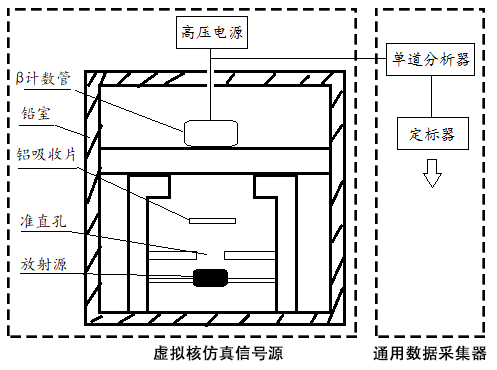 高压电源
β计数管
单道分析器
铅室
定标器
铝吸收片
准直孔
放射源
虚拟核仿真信号源
通用数据采集器